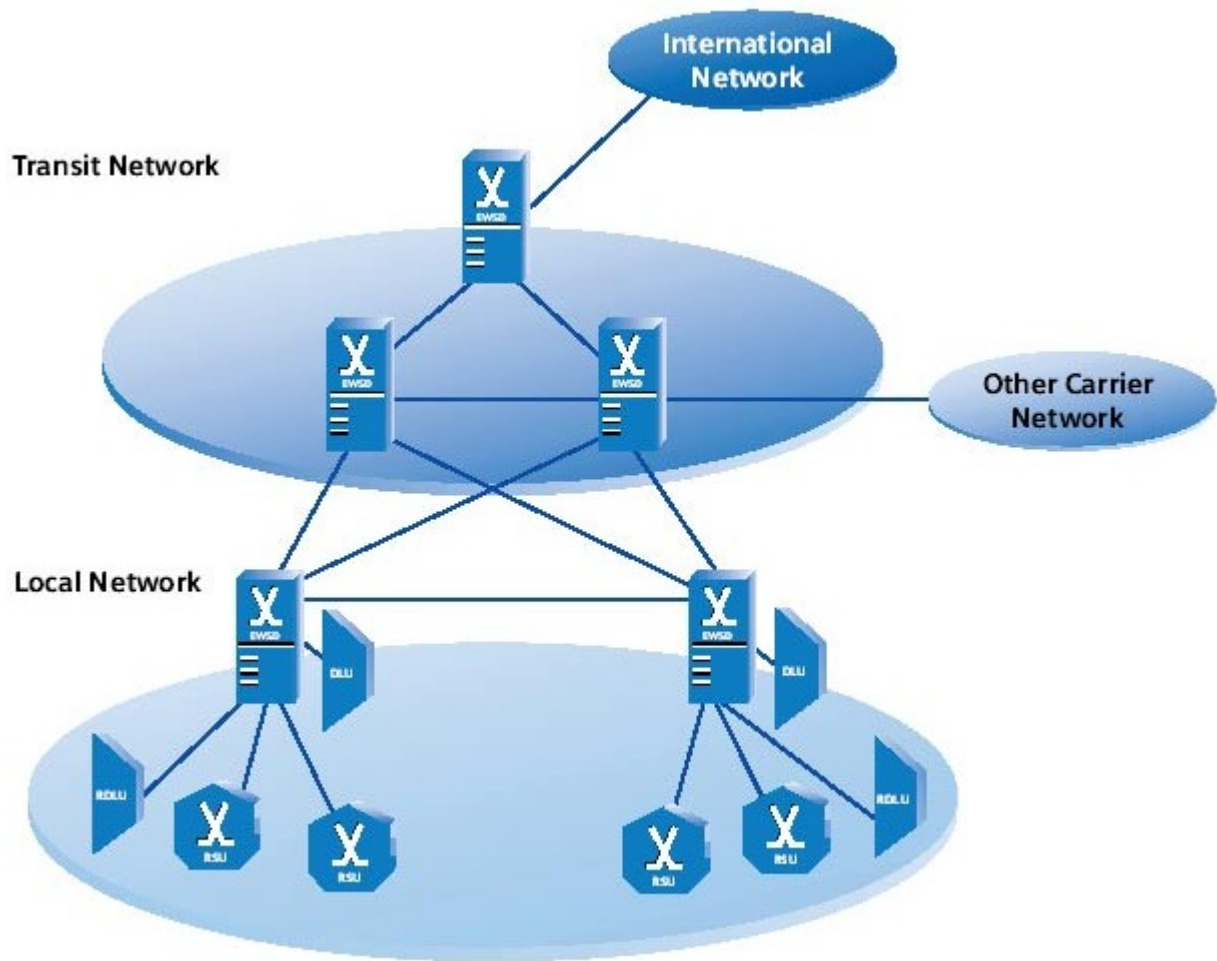 International
Network
Transit Network
EWSD
EWSD
EWSD
Other Carrier
Network
Local Network
EWSD
EWSD
DLU
DLU
RDLU
RDLU
RSU
RSU
RSU
RSU